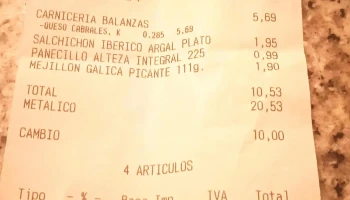 CARNICERIA BALANZAS 5,69
-QUESO CABRALES, K 0,285 5,69
SALCHICHON IBERICO ARGAL PLATO 1,95
PANECILLO ALTEZA INTEGRAL 225 0,99
MEJILLON GALICA PICANTE 111g. 1,90
TOTAL 10,53
METALICO 20,53
CAMBIO 10,00
4 ARTICULOS
Tipo - % - Base Imp. IVA Total